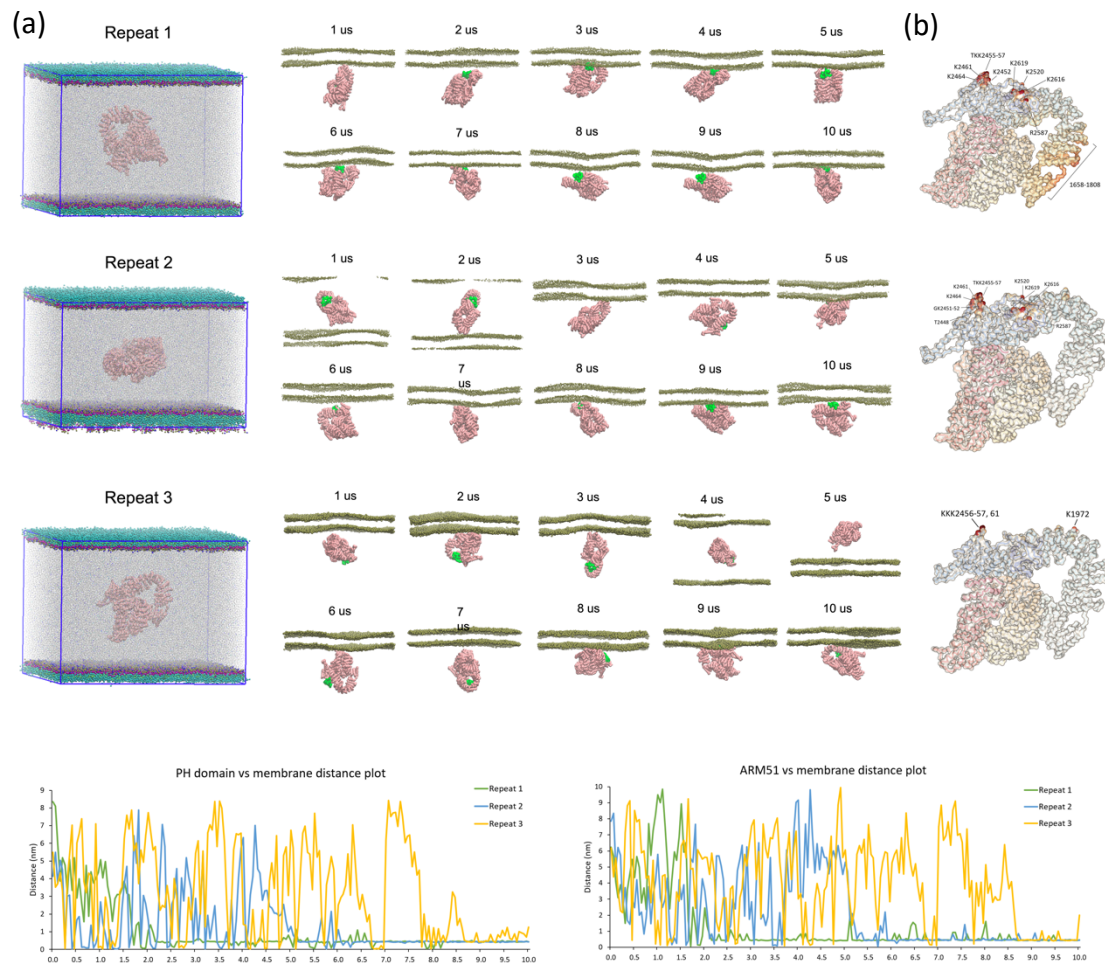 (a)
Repeat 1
1 us 2 us 3 us 4 us 5 us
6 us 7 us 8 us 9 us 10 us
Repeat 2
1 us 2 us 3 us 4 us 5 us
6 us 7 us 8 us 9 us 10 us
Repeat 3
1 us 2 us 3 us 4 us 5 us
6 us 7 us 8 us 9 us 10 us
(b)
TKK2455-57
K2461 K2619
K2464 K2452 K2520
K2616
R2587
1658-1808
TKK2455-57
K2461 K2520 K2616
K2464 K2619
GK2451-52
T2448 R2587
KKK2456-57, 61 K1972
PH domain vs membrane distance plot
Repeat 1
Repeat 2
Repeat 3
Distance (nm)
9
8
7
6
5
4
3
2
1
0
0.0 0.5 1.0 1.5 2.0 2.5 3.0 3.5 4.0 4.5 5.0 5.5 6.0 6.5 7.0 7.5 8.0 8.5 9.0 9.5 10.0
ARM51 vs membrane distance plot
Repeat 1
Repeat 2
Repeat 3
Distance (nm)
10
9
8
7
6
5
4
3
2
1
0
0.0 0.5 1.0 1.5 2.0 2.5 3.0 3.5 4.0 4.5 5.0 5.5 6.0 6.5 7.0 7.5 8.0 8.5 9.0 9.5 10.0